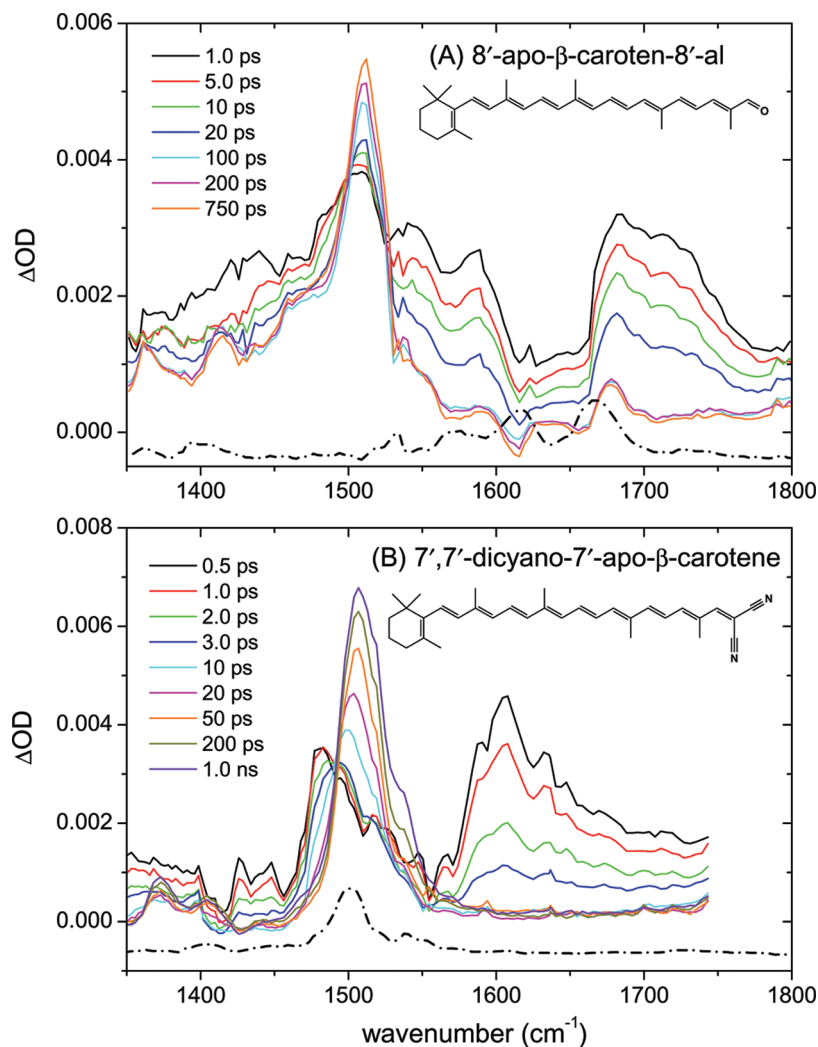 0.006
(A) 8′-apo-β-caroten-8′-al
1.0 ps
5.0 ps
10 ps
20 ps
100 ps
200 ps
750 ps
O
0.004
ΔOD
0.002
0.000
1400 1500 1600 1700 1800
0.008
(B) 7′,7′-dicyano-7′-apo-β-carotene
0.5 ps
1.0 ps
2.0 ps
3.0 ps
10 ps
20 ps
50 ps
200 ps
1.0 ns
N
N
0.006
0.004
ΔOD
0.002
0.000
1400 1500 1600 1700 1800
wavenumber (cm⁻¹)